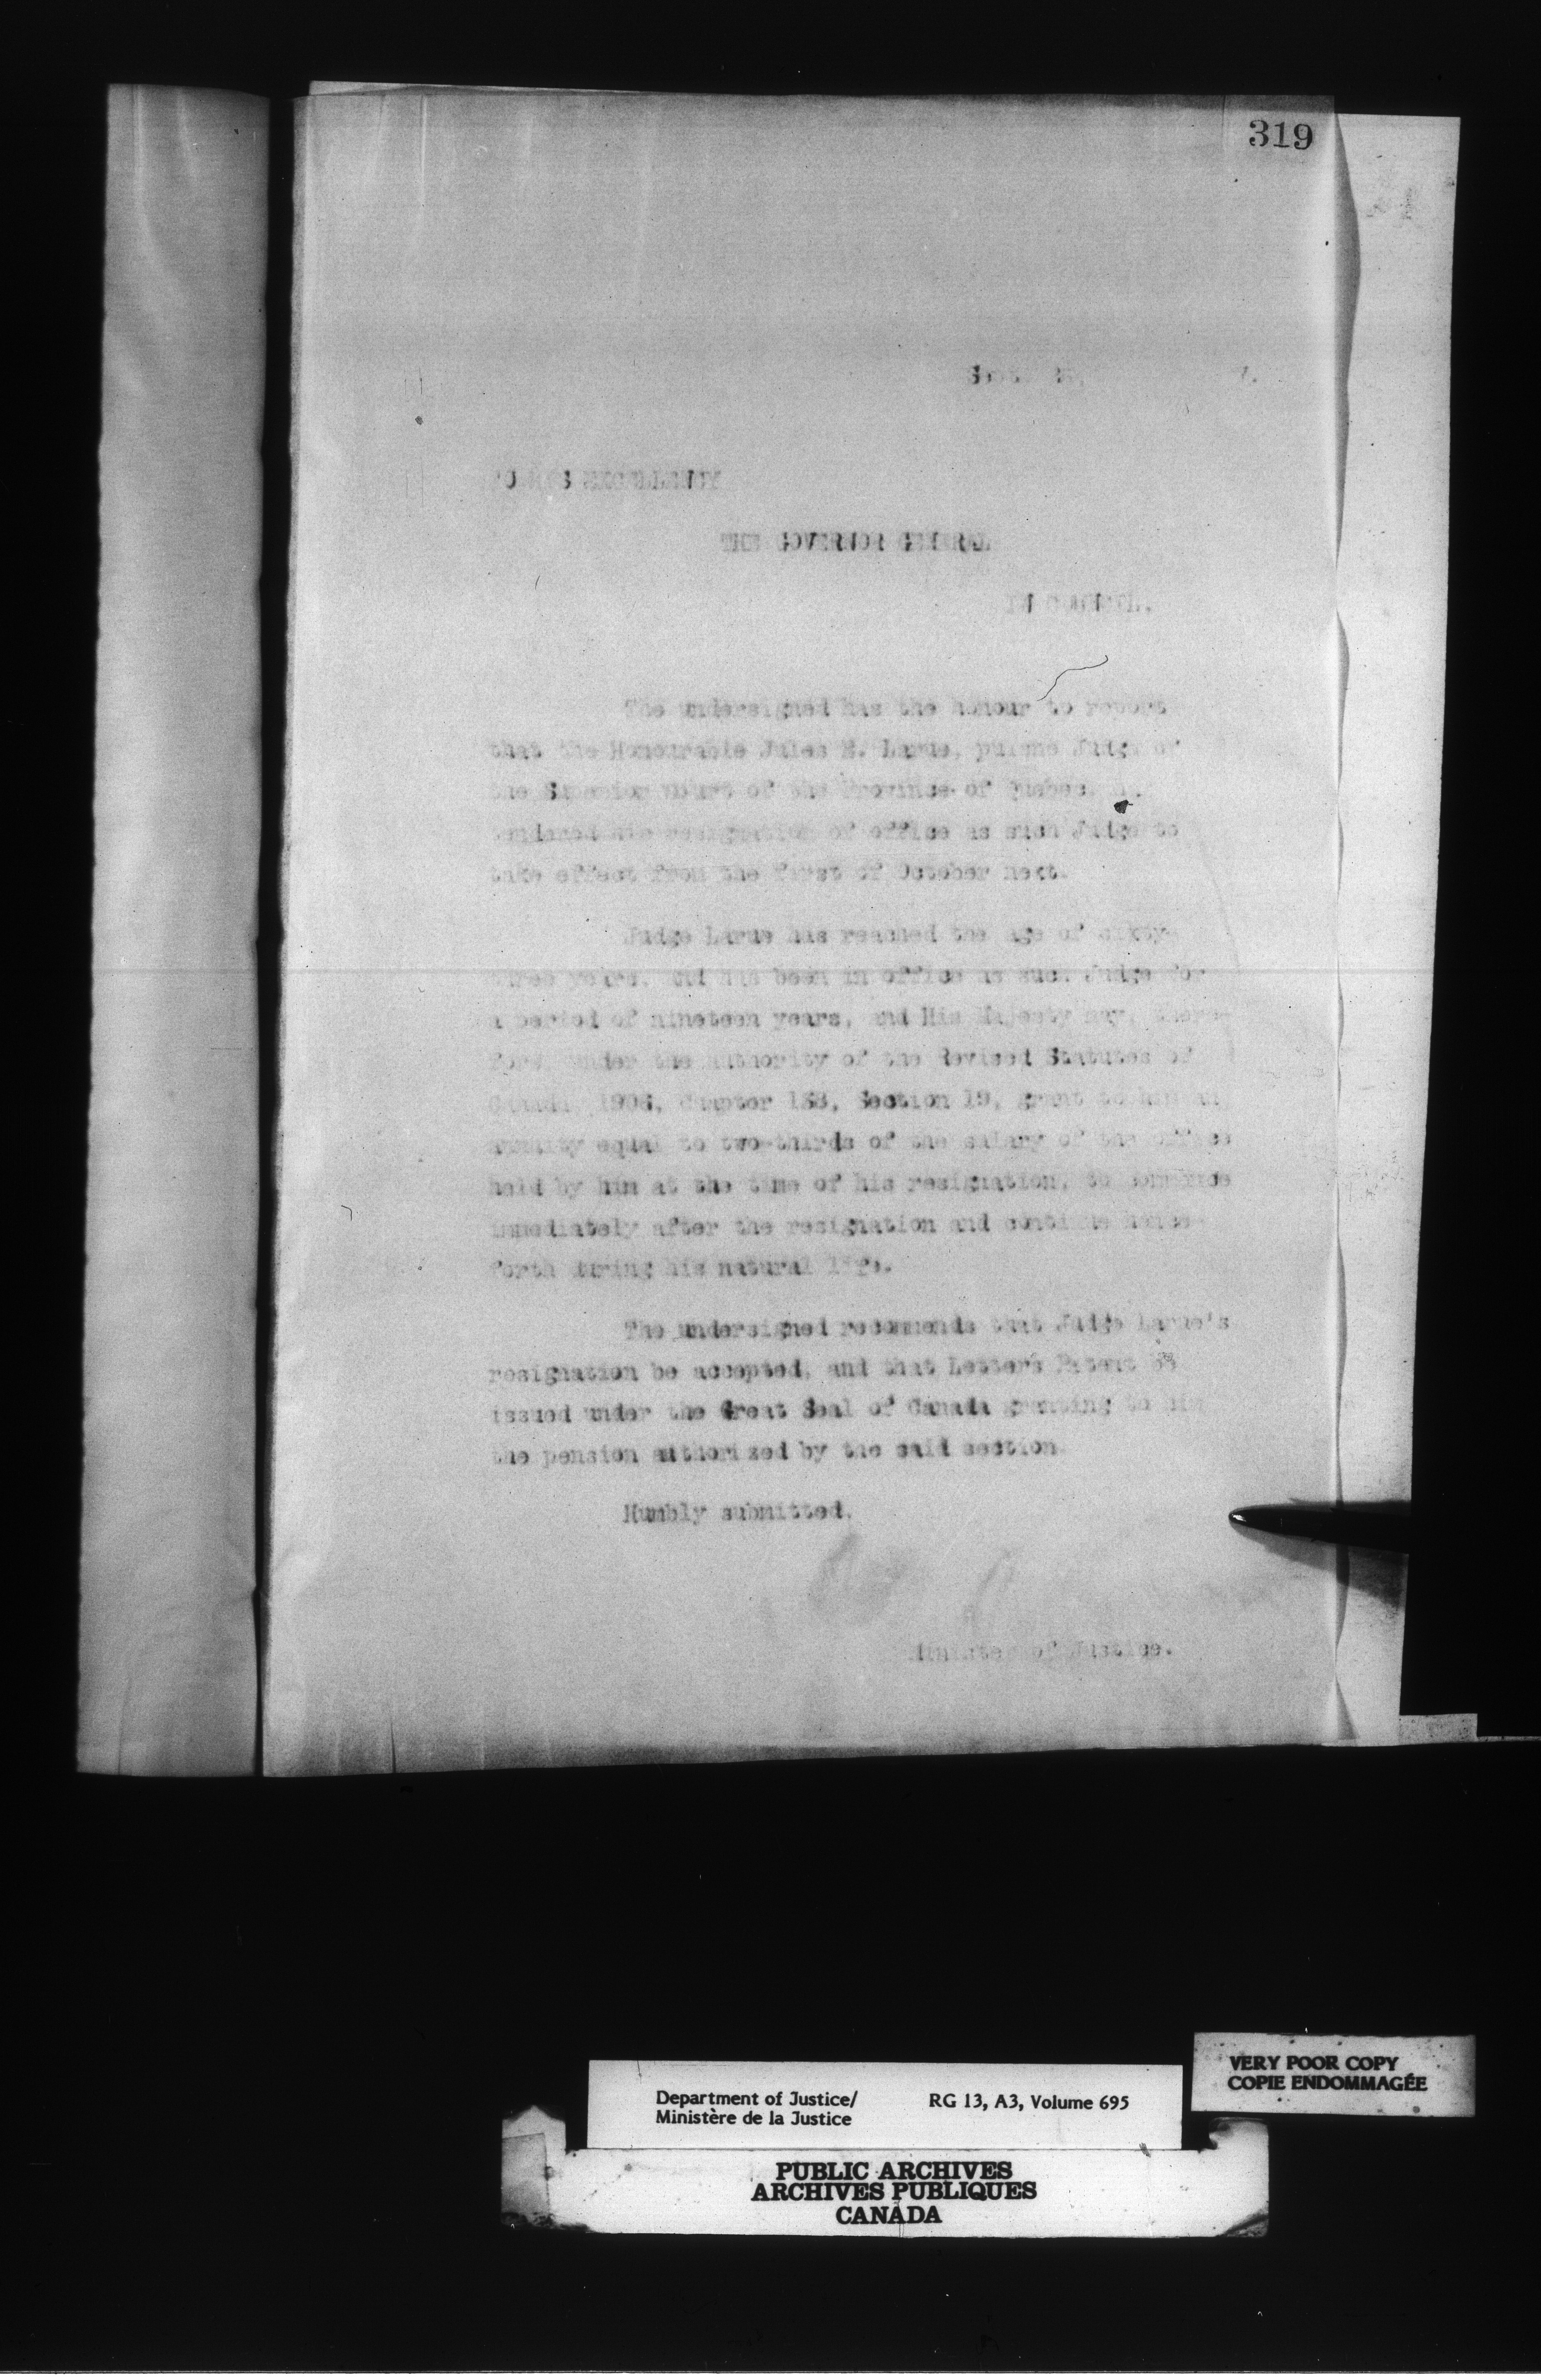 319
Sept. 25,
TO HIS EXCELLENCY
THE GOVERNOR GENERAL
IN COUNCIL.
The undersigned has the honour to report
that the Honourable Jules E. Larue, puisne Judge of
the Superior Court of the Province of Quebec, has
tendered his resignation of office as such Judge to
take effect from the first of October next.
Judge Larue has reached the age of sixty-
three years, and has been in office as such Judge for
a period of nineteen years, and His Majesty may, there-
fore, under the authority of the Revised Statutes of
Canada, 1906, Chapter 138, Section 19, grant to him an
annuity equal to two-thirds of the salary of the office
held by him at the time of his resignation, to commence
immediately after the resignation and continue hence-
forth during his natural life.
The undersigned recommends that Judge Larue's
resignation be accepted, and that Letters Patent be
issued under the Great Seal of Canada granting to him
the pension authorized by the said section.
Humbly submitted,
Minister of Justice.
VERY POOR COPY
COPIE ENDOMMAGÉE
Department of Justice/ RG 13, A3, Volume 695
Ministère de la Justice
PUBLIC ARCHIVES
ARCHIVES PUBLIQUES
CANADA